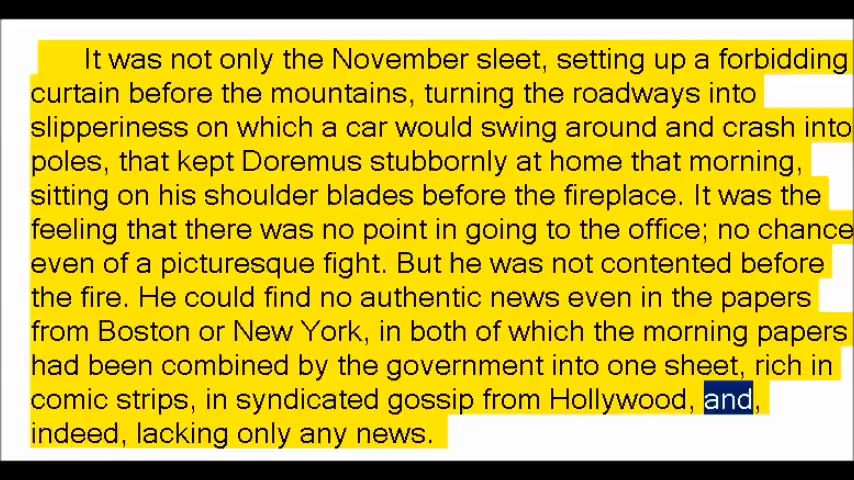 It was not only the November sleet, setting up a forbidding
curtain before the mountains, turning the roadways into
slipperiness on which a car would swing around and crash into
poles, that kept Doremus stubbornly at home that morning,
sitting on his shoulder blades before the fireplace. It was the
feeling that there was no point in going to the office; no chance
even of a picturesque fight. But he was not contented before
the fire. He could find no authentic news even in the papers
from Boston or New York, in both of which the morning papers
had been combined by the government into one sheet, rich in
comic strips, in syndicated gossip from Hollywood, and,
indeed, lacking only any news.